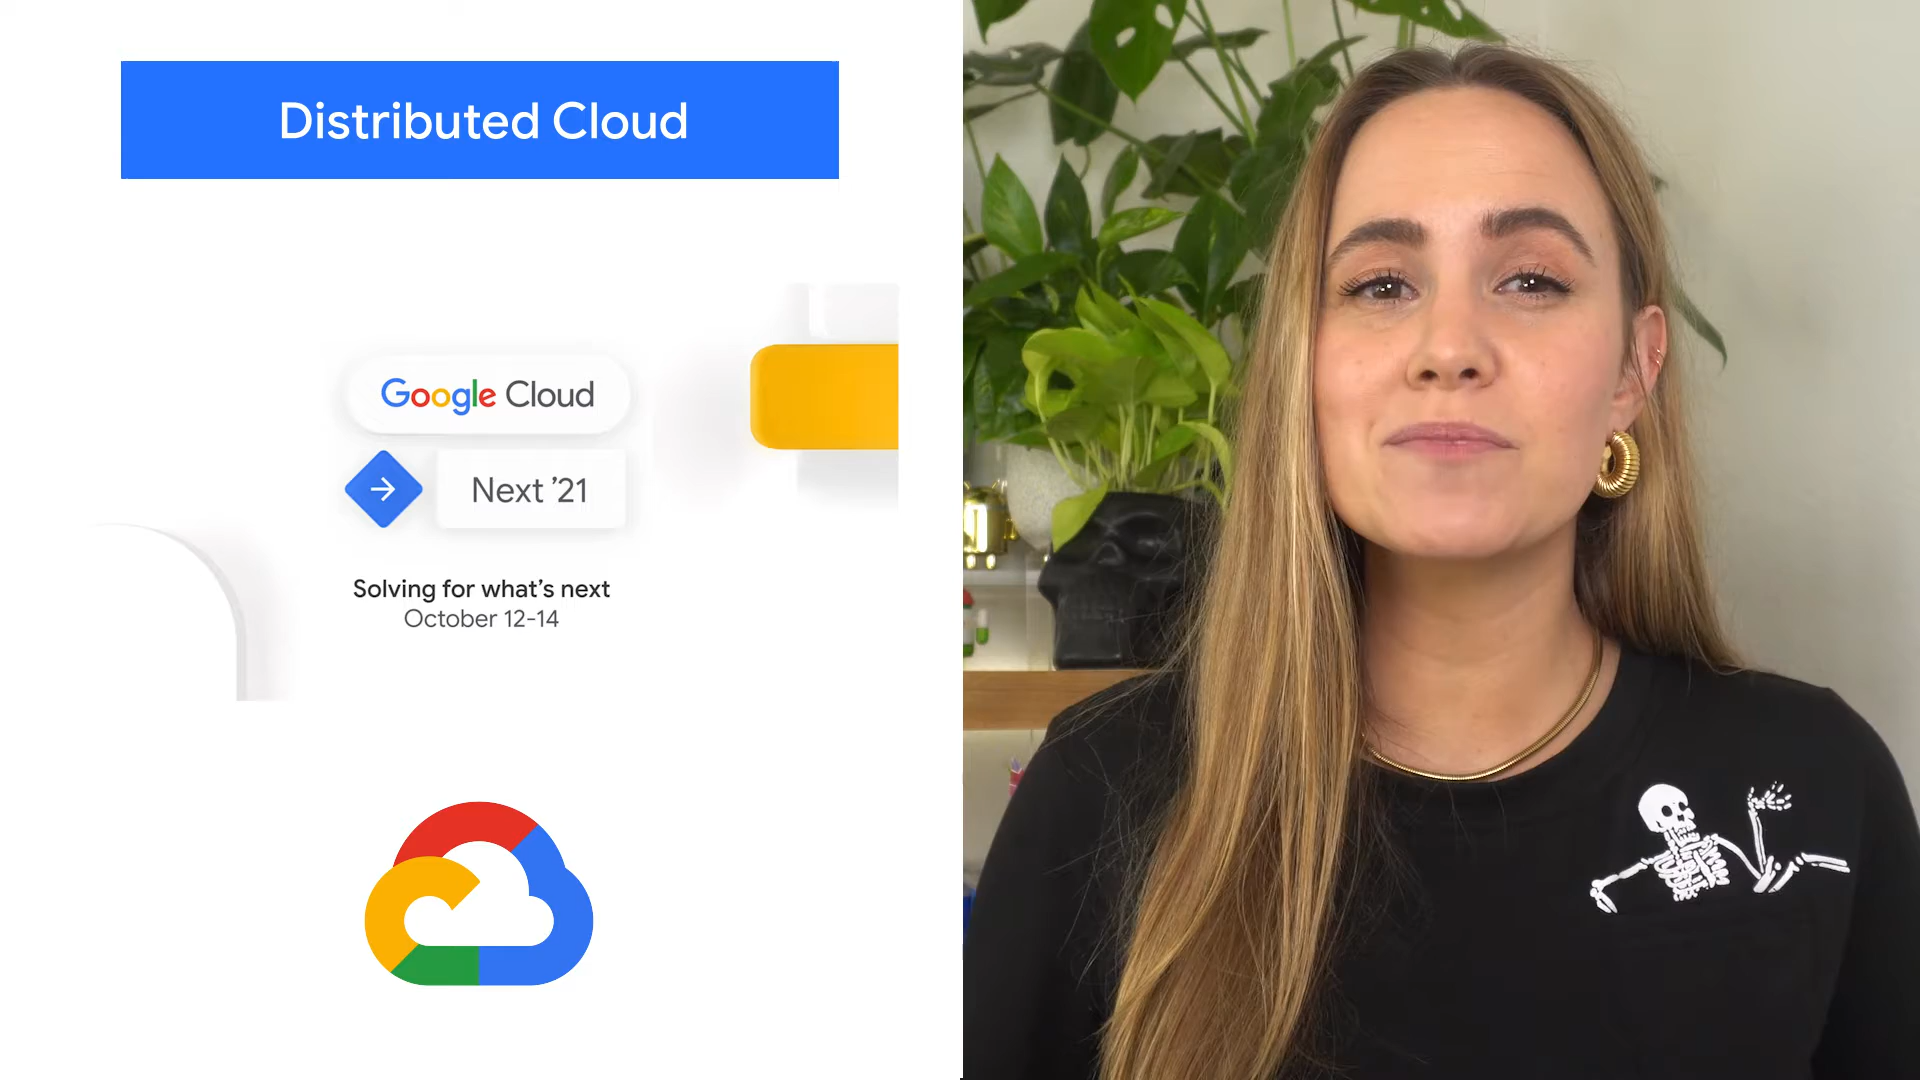 Distributed Cloud
Google Cloud
Next ’21
Solving for what’s next
October 12-14